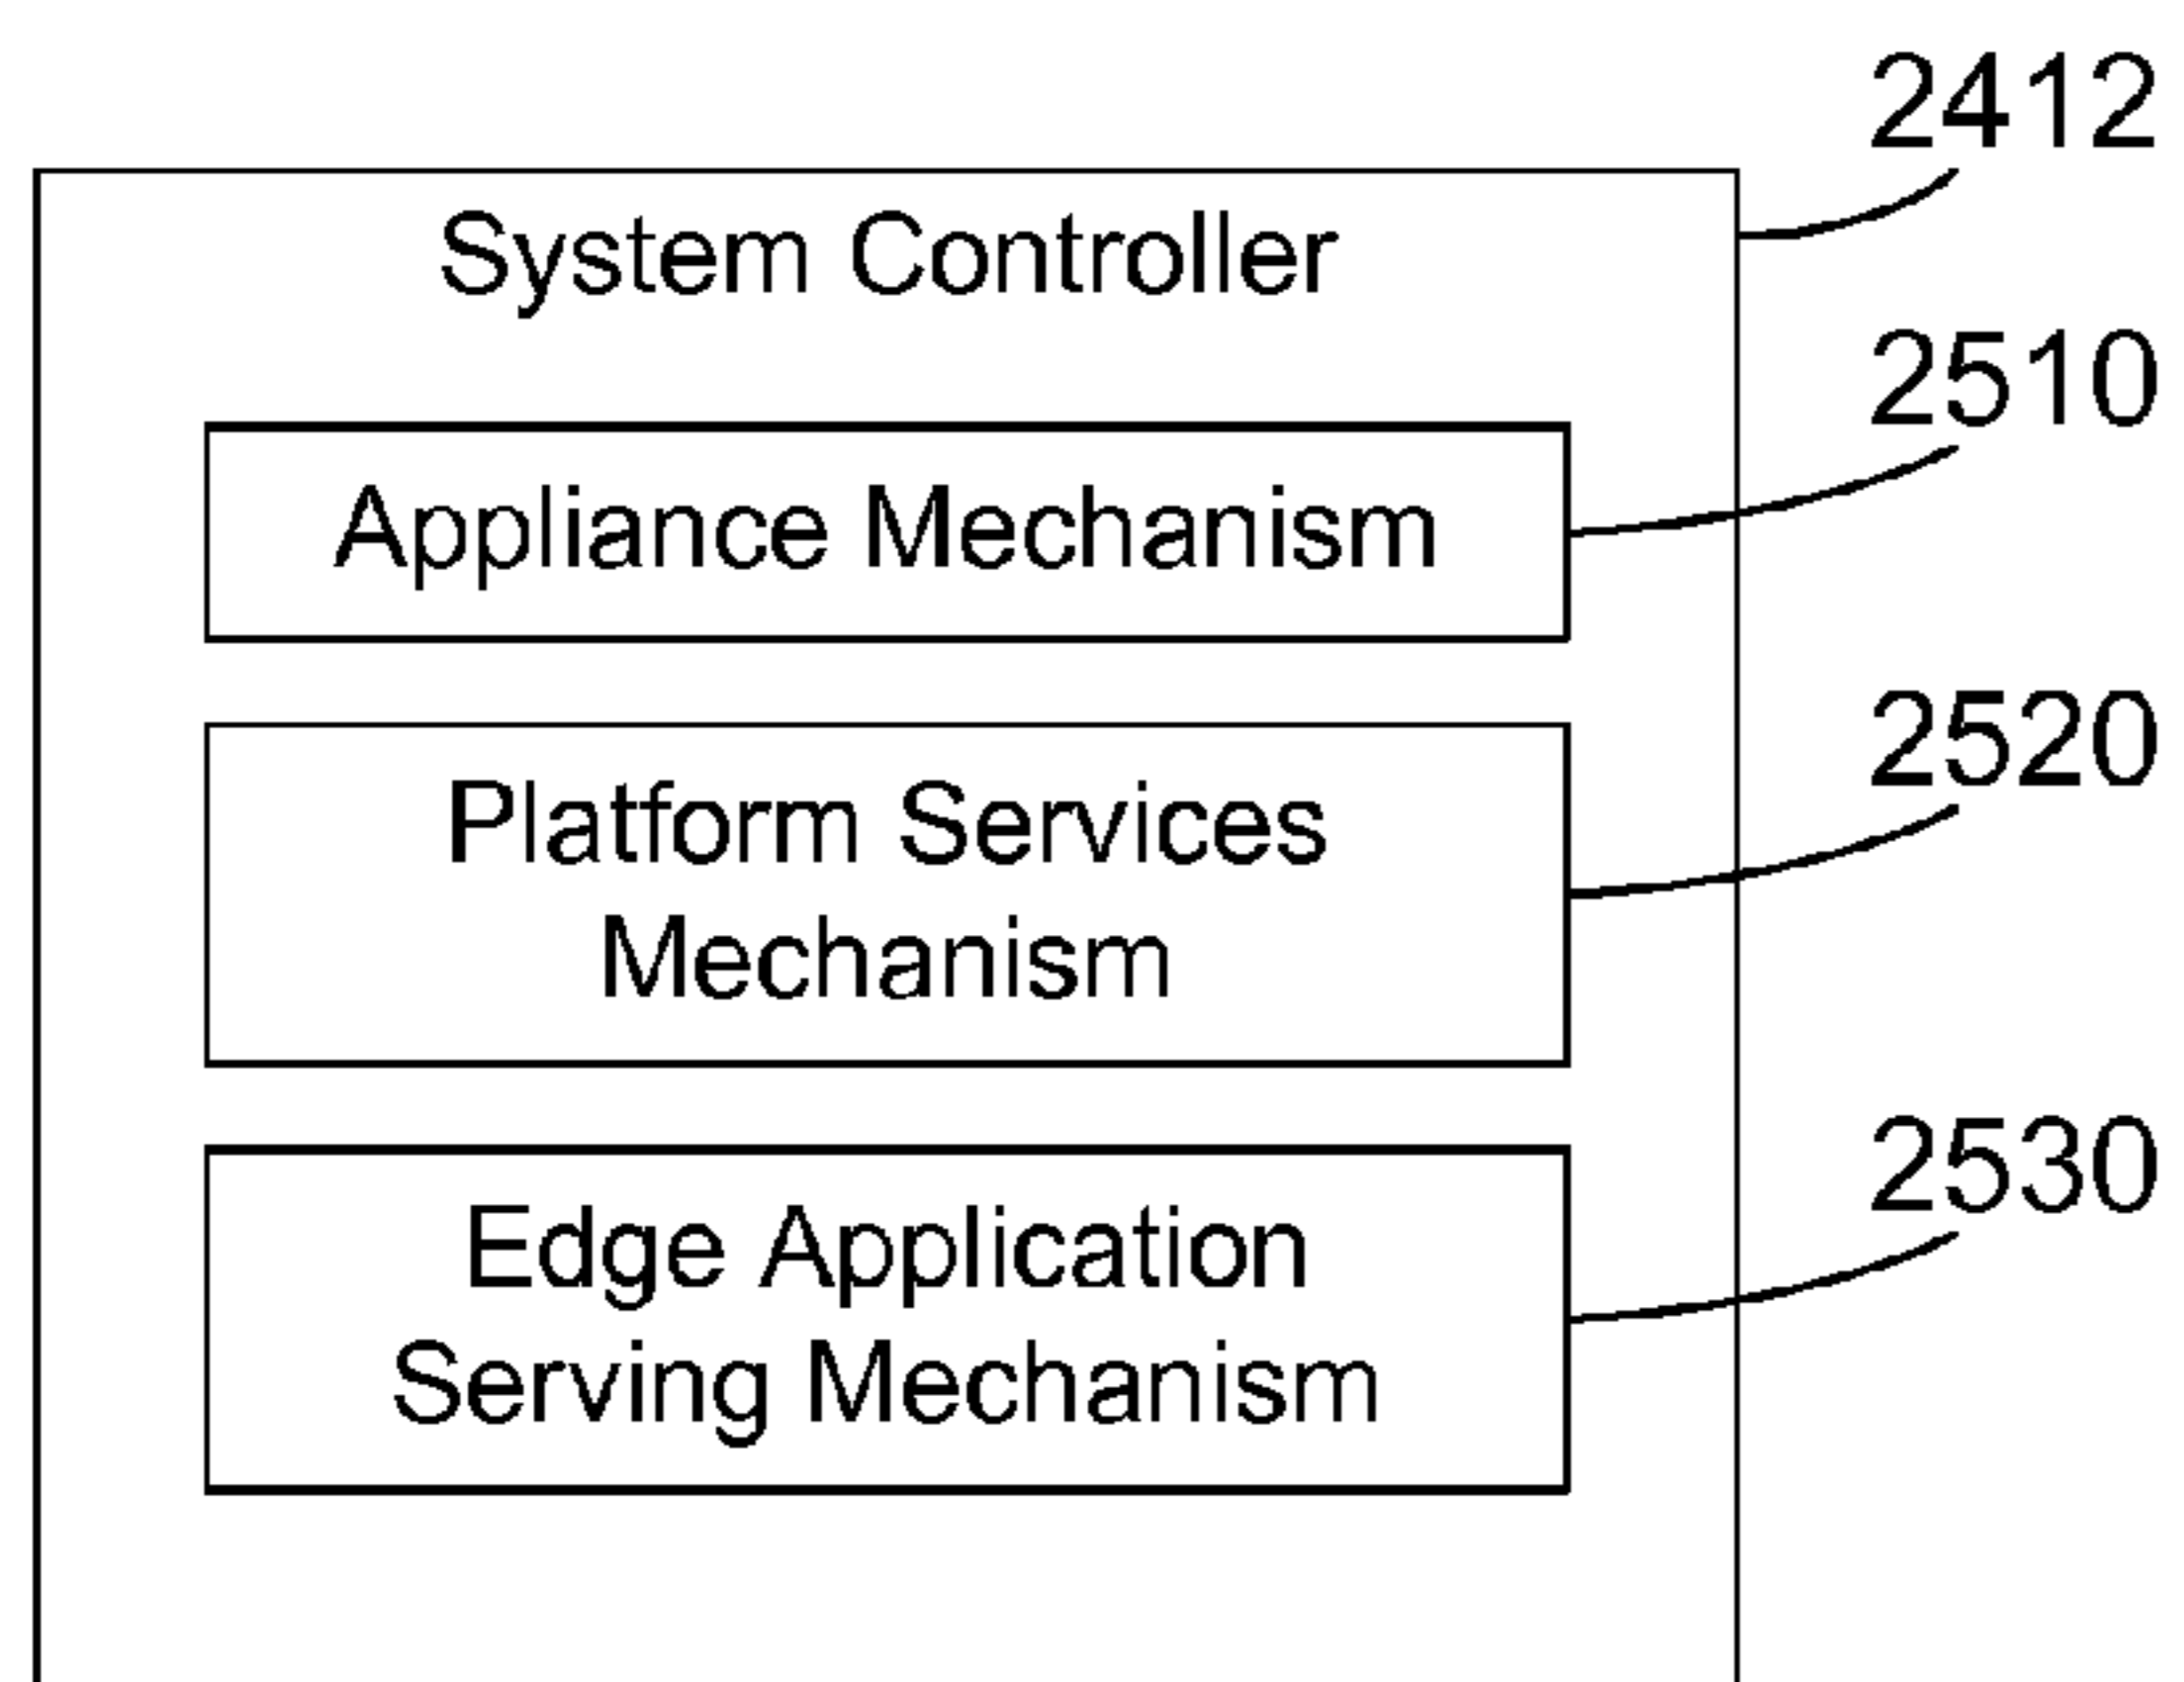 2412
System Controller
2510
Appliance Mechanism
2520
Platform Services
Mechanism
2530
Edge Application
Serving Mechanism